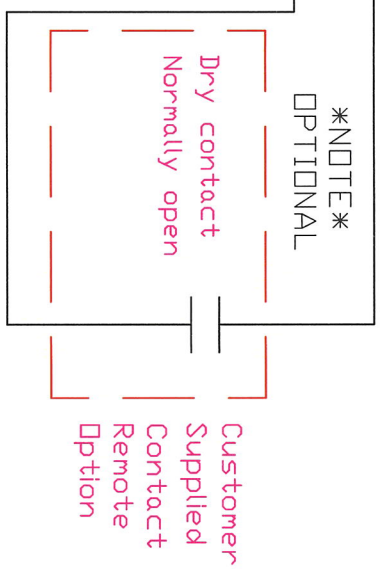 *NOTE*
OPTIONAL
Dry contact
Normally open
Customer
Supplied
Contact
Remote
Option